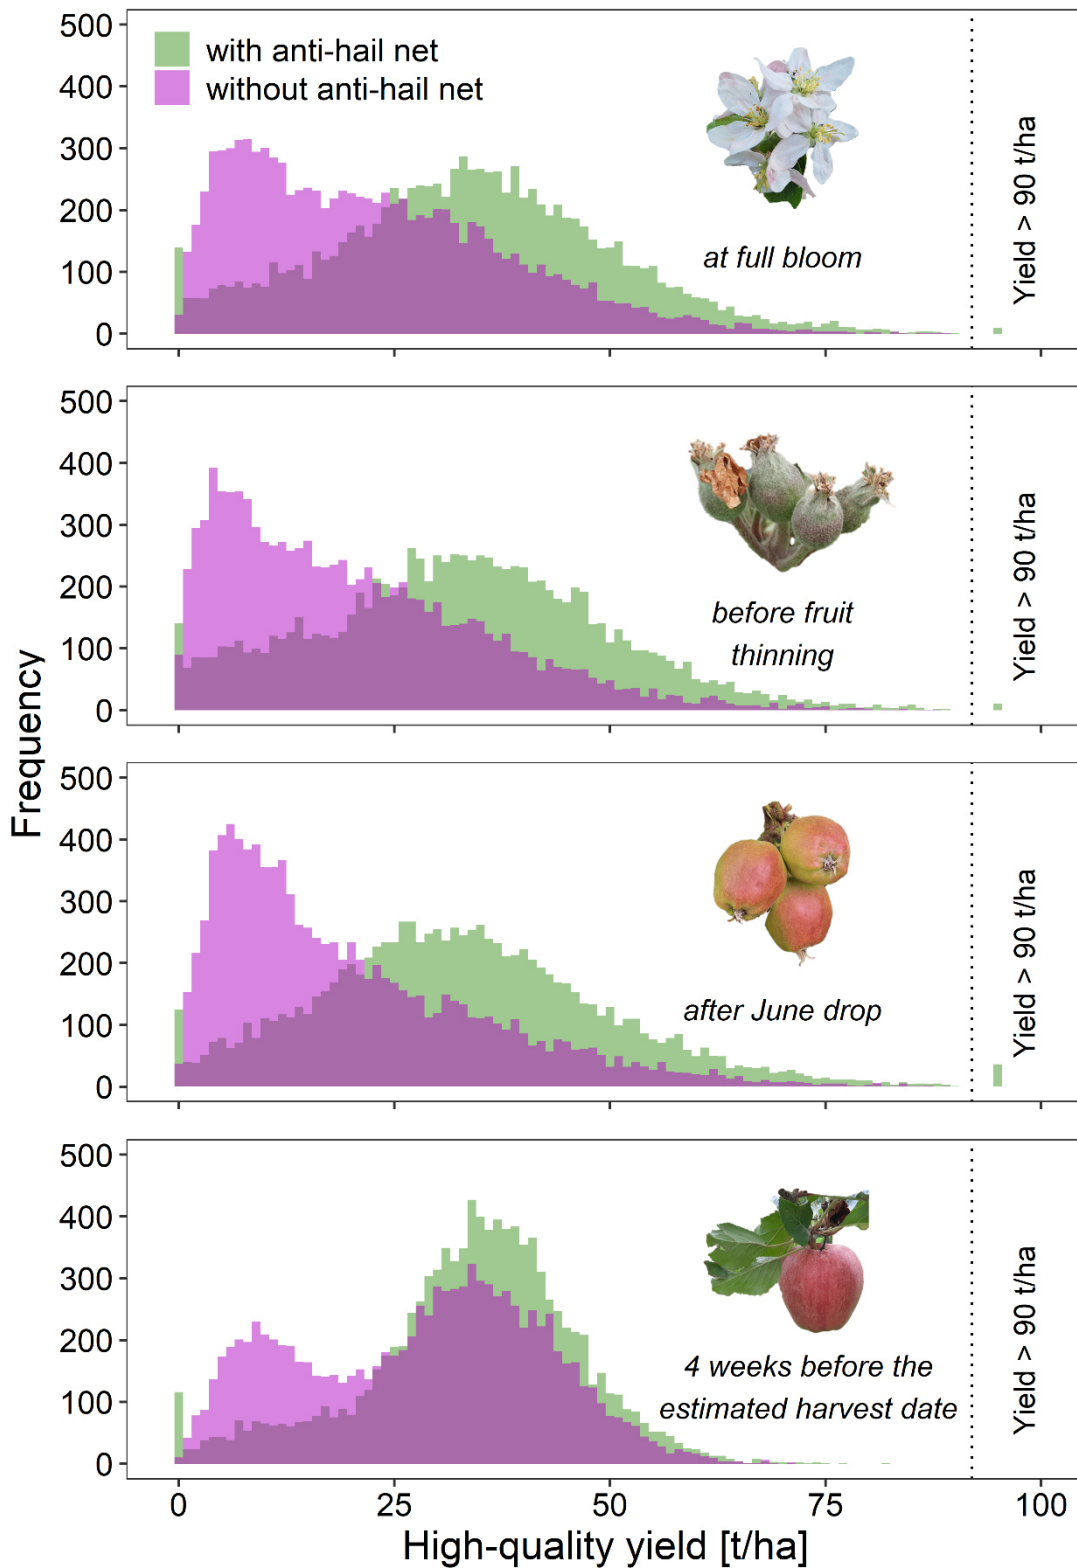 500
400
300
200
100
0
with anti-hail net
without anti-hail net
at full bloom
Yield > 90 t/ha
500
400
300
200
100
0
before fruit
thinning
Yield > 90 t/ha
Frequency
500
400
300
200
100
0
after June drop
Yield > 90 t/ha
500
400
300
200
100
0
4 weeks before the
estimated harvest date
Yield > 90 t/ha
0 25 50 75 100
High-quality yield [t/ha]